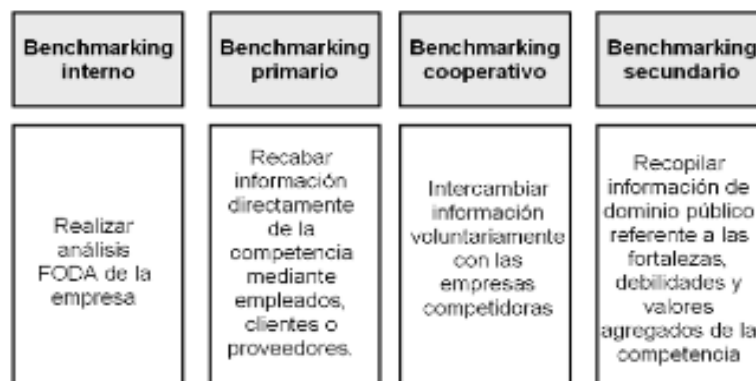 Benchmarking
interno
Benchmarking
primario
Benchmarking
cooperativo
Benchmarking
secundario
Realizar
análisis
FODA de la
empresa
Recabar
información
directamente
de la
competencia
mediante
empleados,
clientes o
proveedores.
Intercambiar
información
voluntariamente
con las
empresas
competidoras
Recopilar
información de
dominio público
referente a las
fortalezas,
debilidades y
valores
agregados de la
competencia